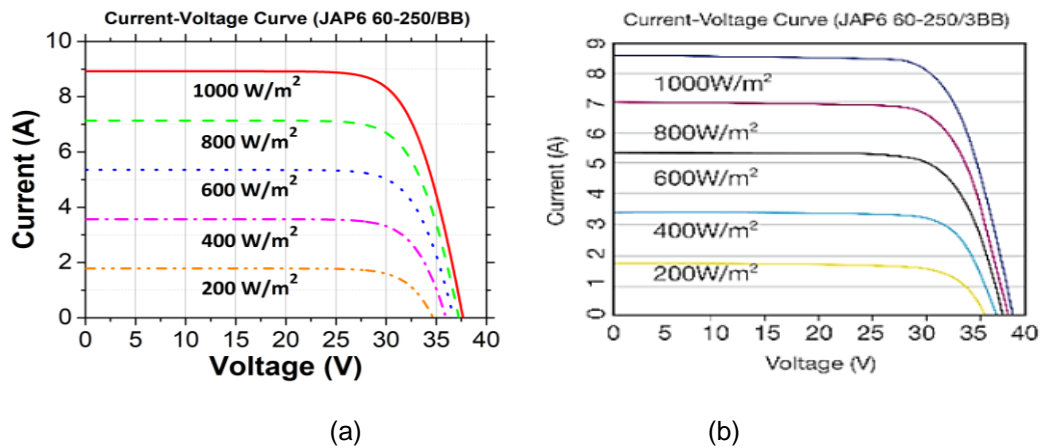 Current-Voltage Curve (JAP6 60-250/BB)
Current (A)
10
8
6
4
2
0
1000 W/m²
800 W/m²
600 W/m²
400 W/m²
200 W/m²
0 5 10 15 20 25 30 35 40
Voltage (V)
(a)
Current-Voltage Curve (JAP6 60-250/3BB)
Current (A)
9
8
7
6
5
4
3
2
1
0
1000W/m²
800W/m²
600W/m²
400W/m²
200W/m²
0 5 10 15 20 25 30 35 40
Voltage (V)
(b)